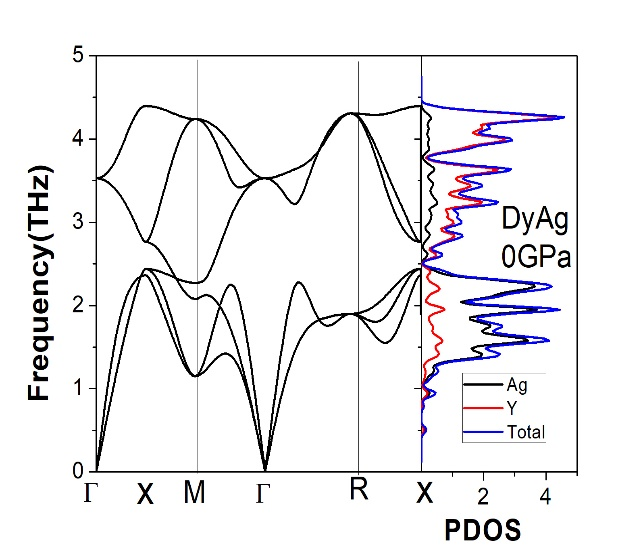 5
4
3
2
1
0
Frequency(THz)
Γ X M Γ R X
2 4
PDOS
DyAg
0GPa
Ag
Y
Total